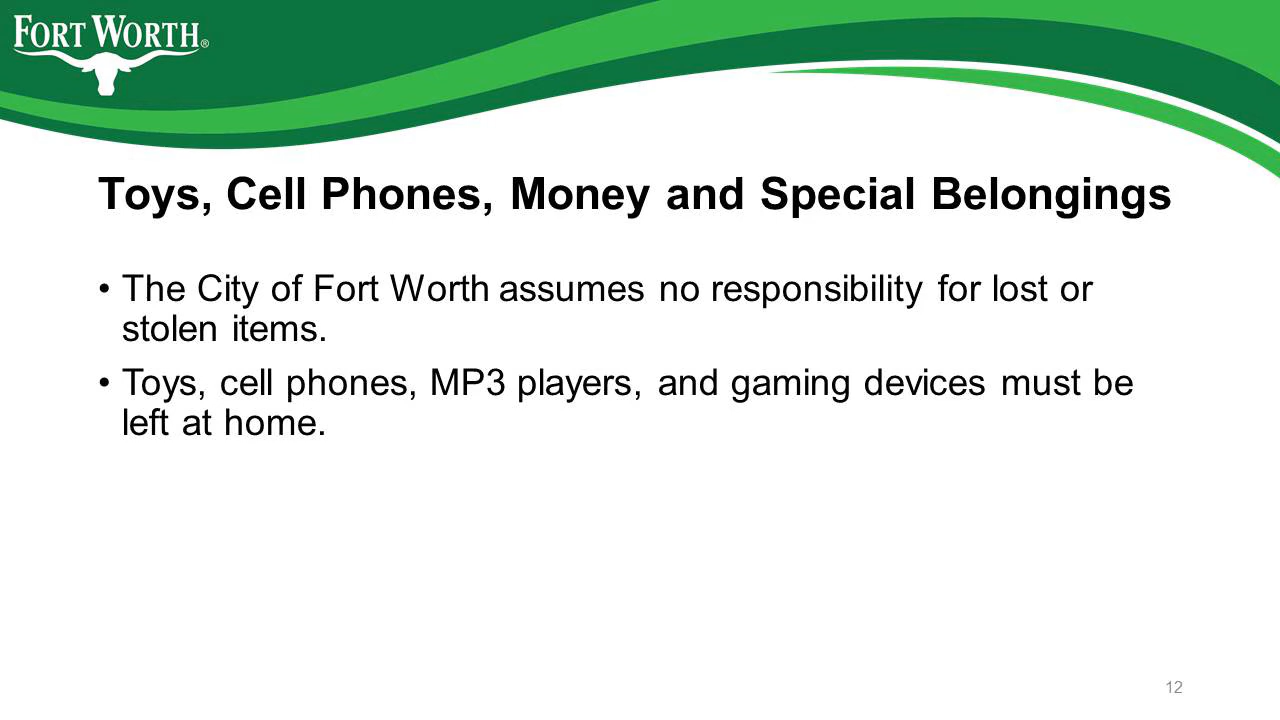 FORT WORTH®
Toys, Cell Phones, Money and Special Belongings
• The City of Fort Worth assumes no responsibility for lost or
stolen items.
• Toys, cell phones, MP3 players, and gaming devices must be
left at home.
12